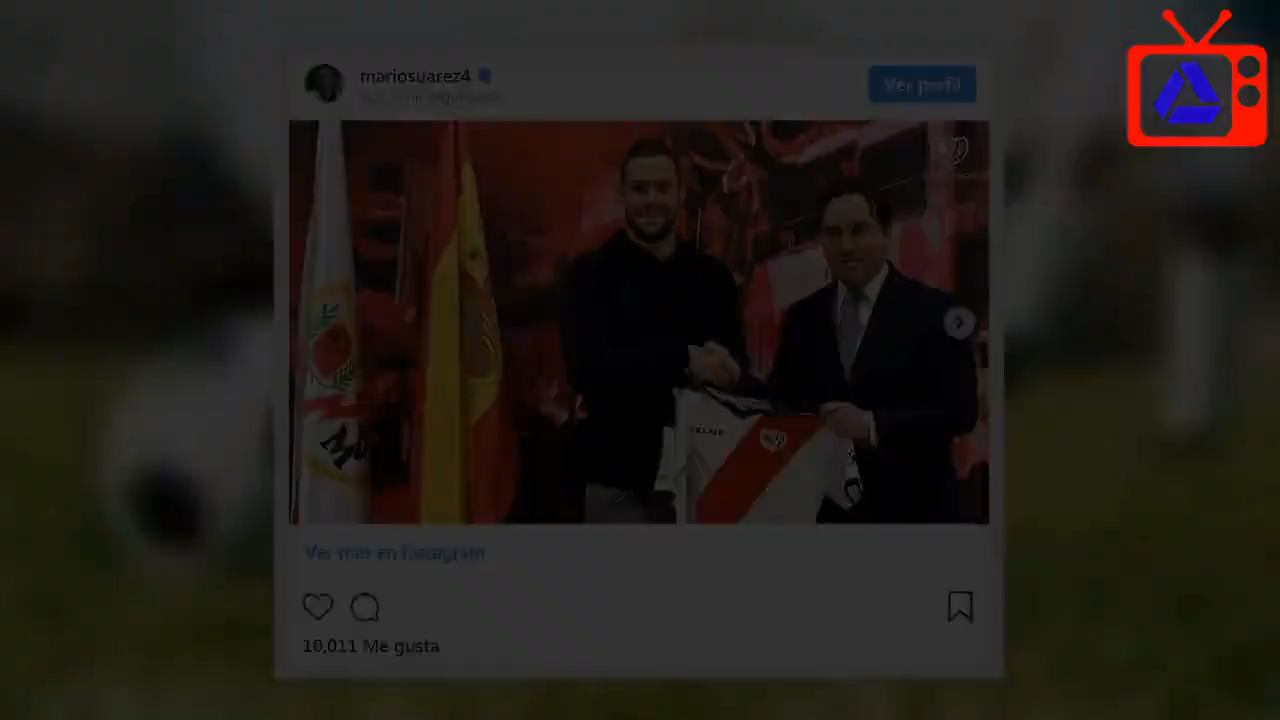 mariosuarez4
Ver perfil
Ver más en Instagram
10,011 Me gusta